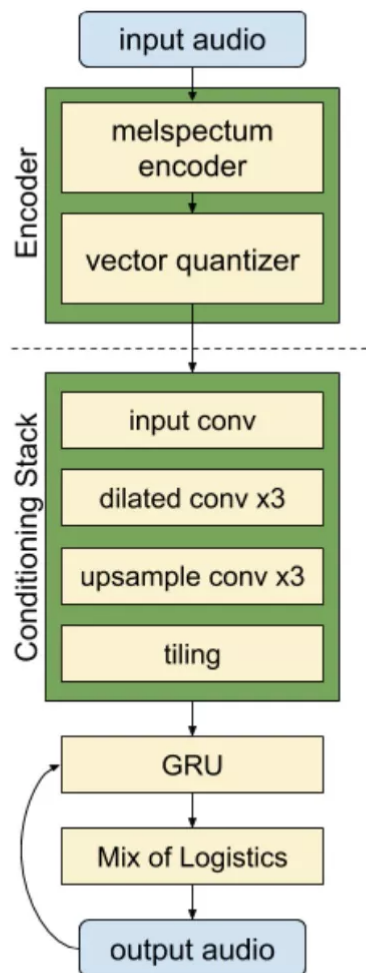 input audio
Encoder
melspectum
encoder
vector quantizer
Conditioning Stack
input conv
dilated conv x3
upsample conv x3
tiling
GRU
Mix of Logistics
output audio